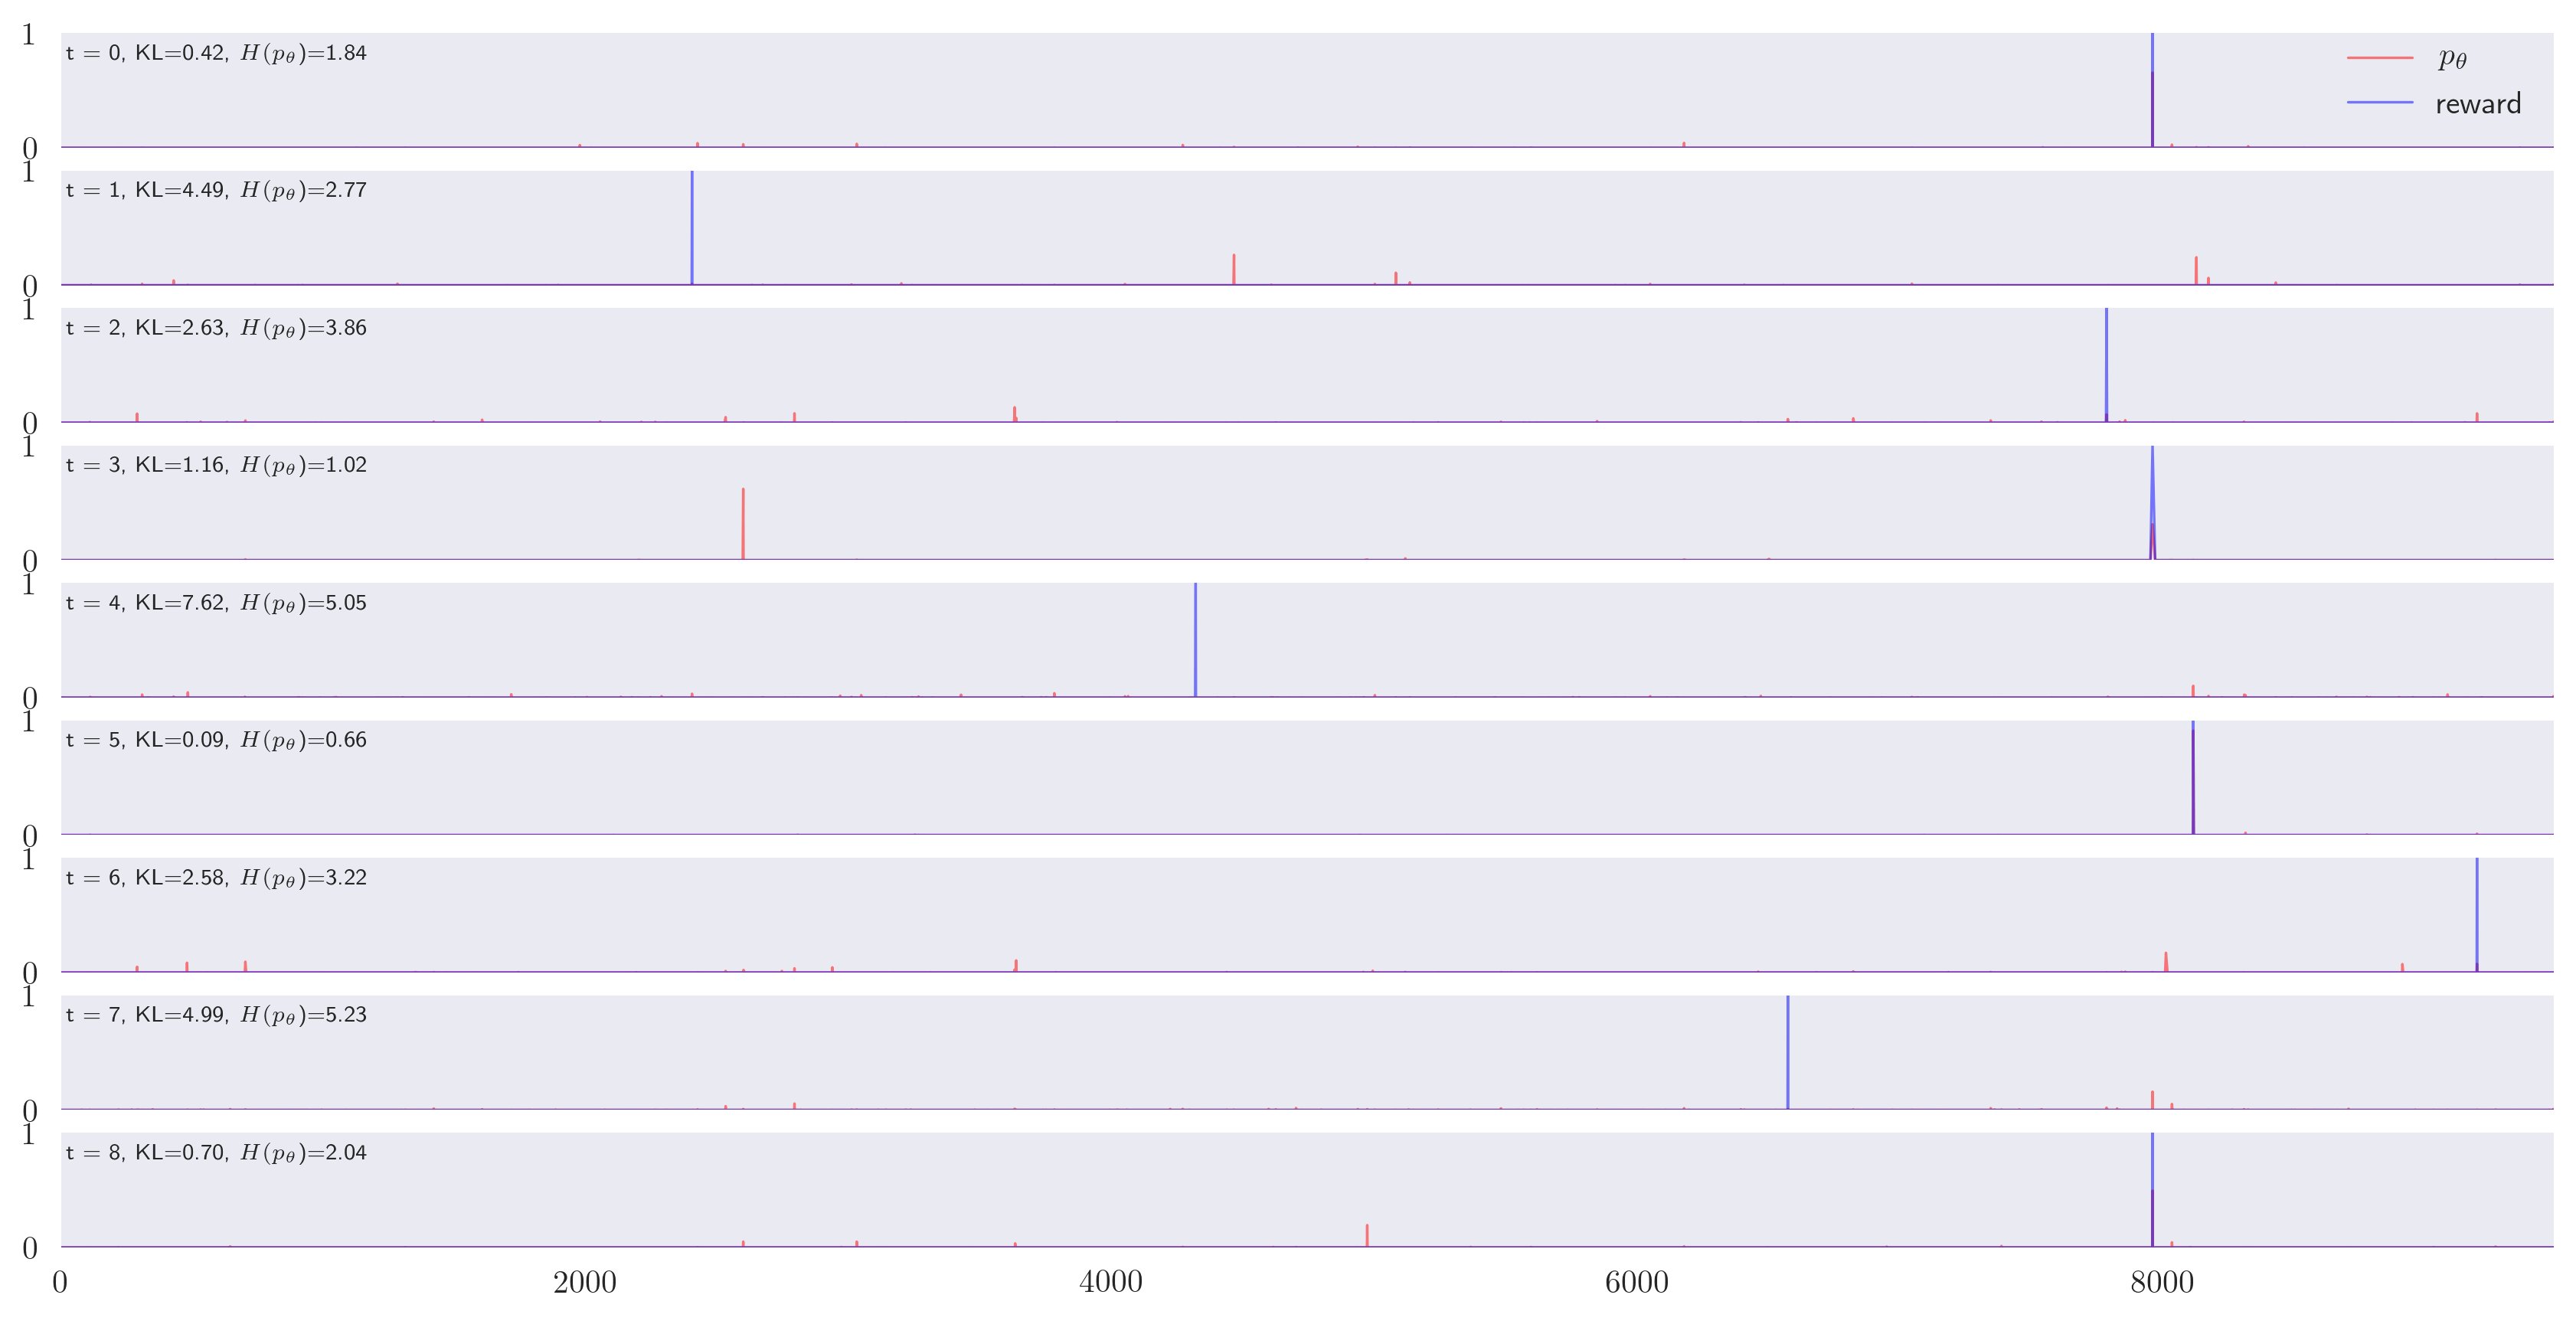 1
t = 0, KL=0.42, H(pθ)=1.84
pθ
reward
0
1
t = 1, KL=4.49, H(pθ)=2.77
0
1
t = 2, KL=2.63, H(pθ)=3.86
0
1
t = 3, KL=1.16, H(pθ)=1.02
0
1
t = 4, KL=7.62, H(pθ)=5.05
0
1
t = 5, KL=0.09, H(pθ)=0.66
0
1
t = 6, KL=2.58, H(pθ)=3.22
0
1
t = 7, KL=4.99, H(pθ)=5.23
0
1
t = 8, KL=0.70, H(pθ)=2.04
0
0 2000 4000 6000 8000